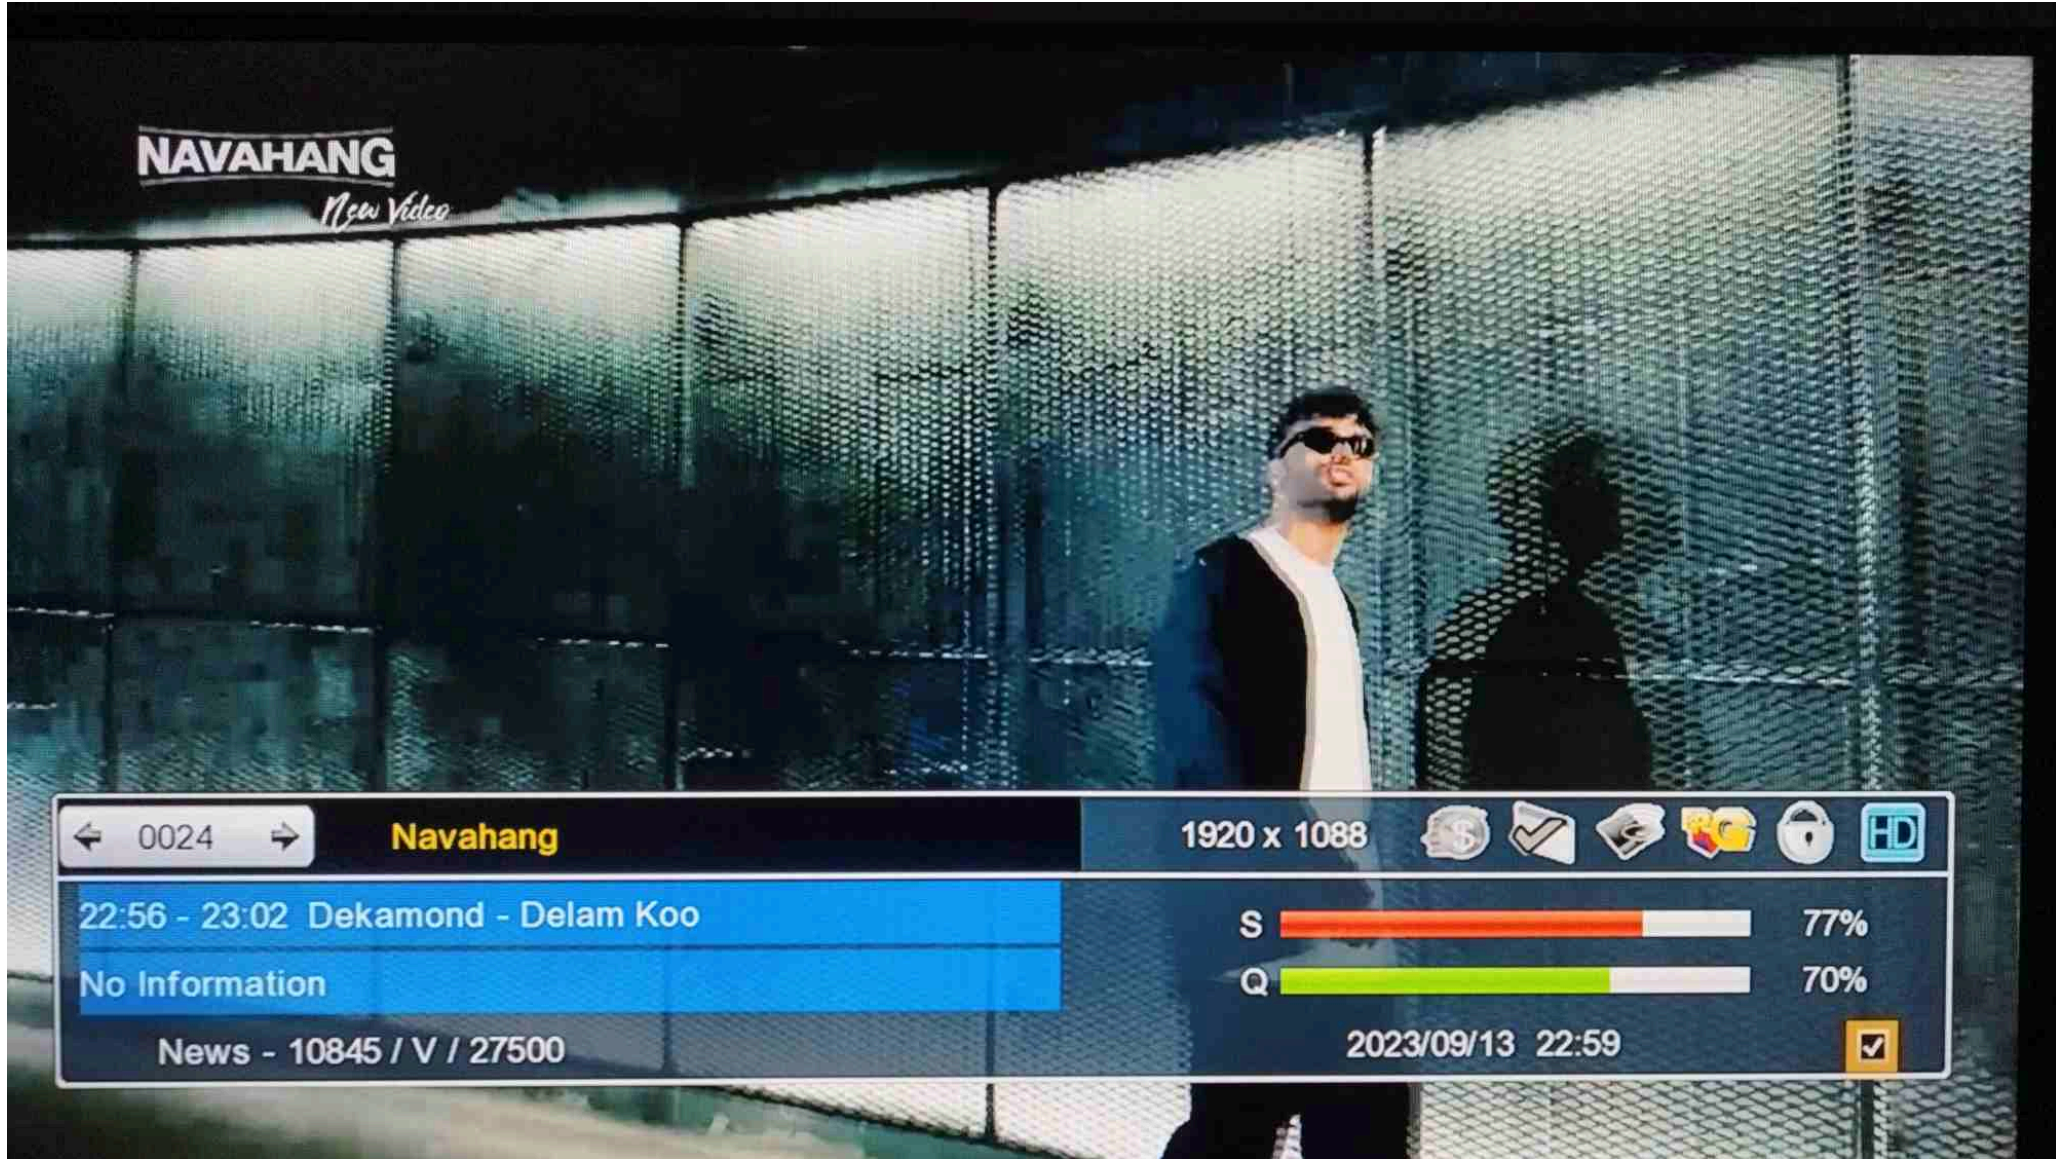 NAVAHANG
New Video
0024
Navahang
1920 x 1088
$
HD
22:56 - 23:02 Dekamond - Delam Koo
S 77%
No Information
Q 70%
News - 10845 / V / 27500
2023/09/13 22:59